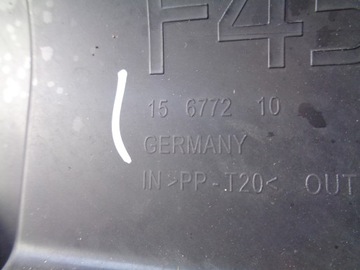 F45
15 6772 10
GERMANY
IN >PP-T20< OUT